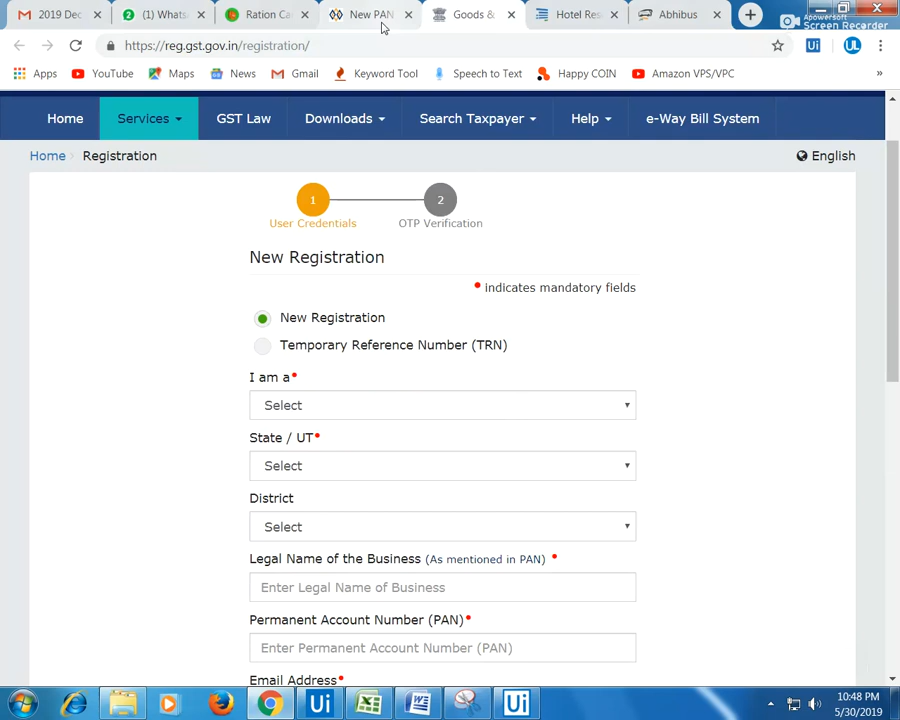 2019 Dec
(1) Whats
Ration Ca
New PAN
Goods &
Hotel Res
Abhibus
Apowersoft
Screen Recorder
https://reg.gst.gov.in/registration/
Apps
YouTube
Maps
News
Gmail
Keyword Tool
Speech to Text
Happy COIN
Amazon VPS/VPC
»
Home
Services
GST Law
Downloads
Search Taxpayer
Help
e-Way Bill System
Home > Registration
English
1
2
User Credentials
OTP Verification
New Registration
• indicates mandatory fields
New Registration
Temporary Reference Number (TRN)
I am a•
Select
State / UT•
Select
District
Select
Legal Name of the Business (As mentioned in PAN) •
Enter Legal Name of Business
Permanent Account Number (PAN)•
Enter Permanent Account Number (PAN)
Email Address•
10:48 PM
5/30/2019